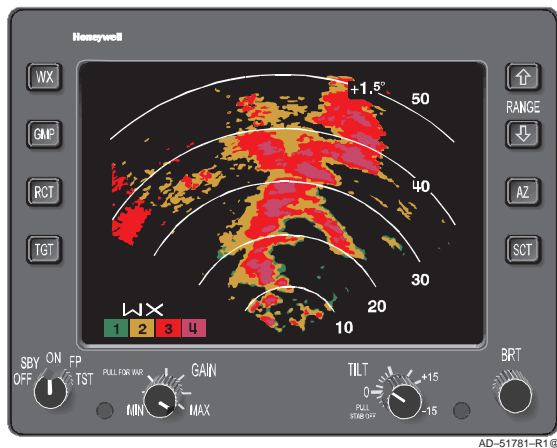 Honeywell
WX
GMP
RCT
TGT
+1.5°
50
40
30
20
10
WX
1 2 3 4
RANGE
AZ
SCT
SBY ON FP
OFF TST
PULL FOR VAR
GAIN
MIN MAX
TILT
+15
0
PULL
STAB OFF
-15
BRT
AD-51781-R1@